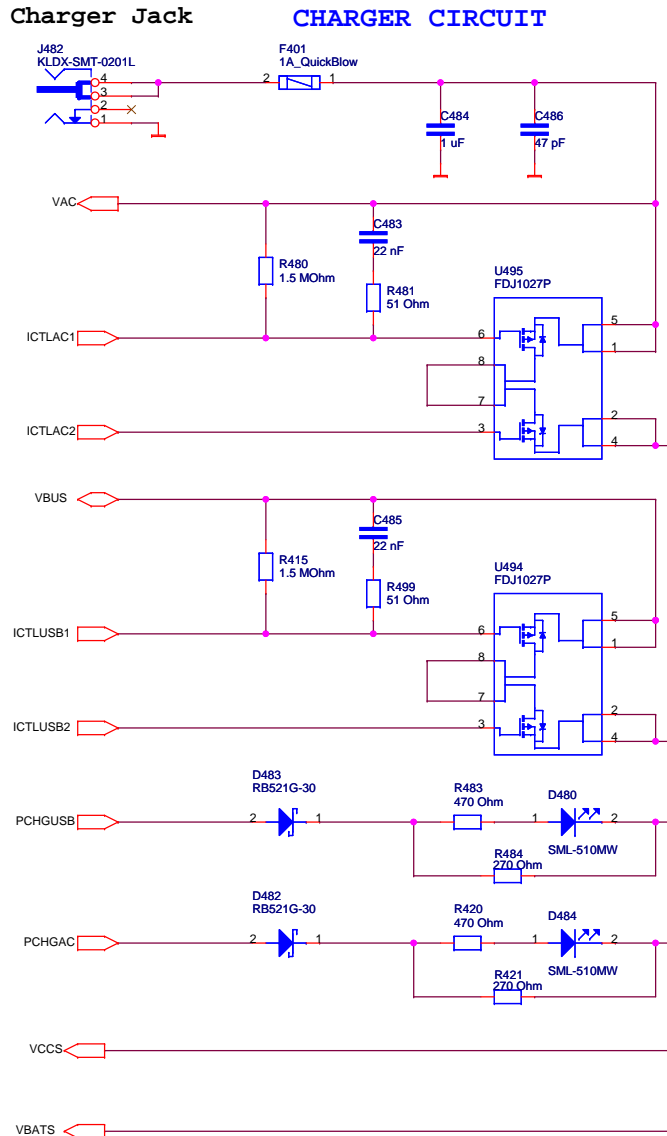 Charger Jack CHARGER CIRCUIT
J482
KLDX-SMT-0201L
F401
1A_QuickBlow
4
3
2
1
2 1
C484
1 uF
C486
47 pF
VAC
C483
22 nF
R480
1.5 MOhm
R481
51 Ohm
U495
FDJ1027P
ICTLAC1
6
5
1
8
7
ICTLAC2
3
2
4
VBUS
C485
22 nF
R415
1.5 MOhm
R499
51 Ohm
U494
FDJ1027P
ICTLUSB1
6
5
1
8
7
ICTLUSB2
3
2
4
D483
RB521G-30
R483
470 Ohm
D480
PCHGUSB
2 1
1 2
SML-510MW
R484
270 Ohm
D482
RB521G-30
R420
470 Ohm
D484
PCHGAC
2 1
1 2
SML-510MW
R421
270 Ohm
VCCS
VBATS